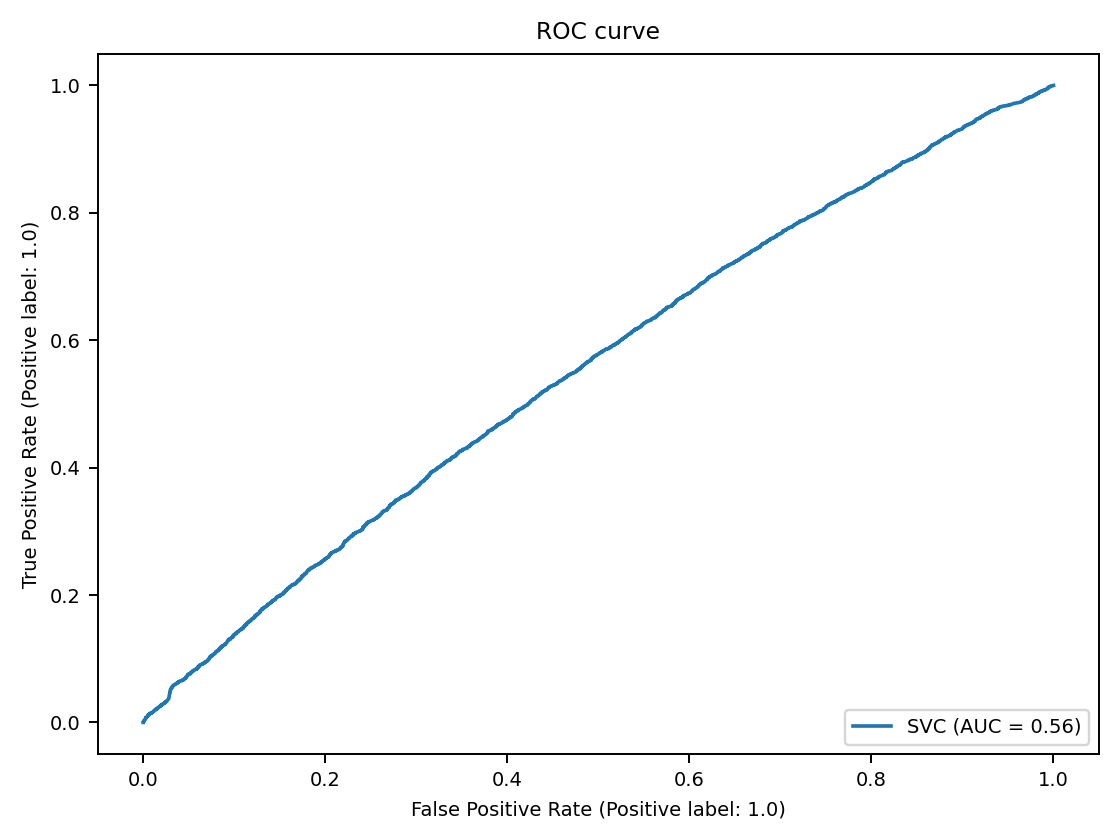 ROC curve
1.0
0.8
0.6
0.4
0.2
0.0
True Positive Rate (Positive label: 1.0)
SVC (AUC = 0.56)
0.0 0.2 0.4 0.6 0.8 1.0
False Positive Rate (Positive label: 1.0)